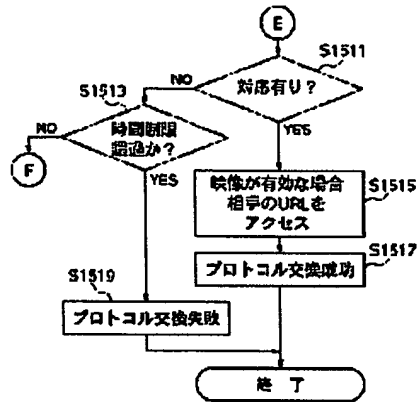 E
S1511
S1513
NO
対応有り?
NO
時間制限
超過か?
YES
F
YES
映像が有効な場合
相手のURLを
アクセス
S1515
プロトコル交換成功
S1517
S1519
プロトコル交換失敗
終 了